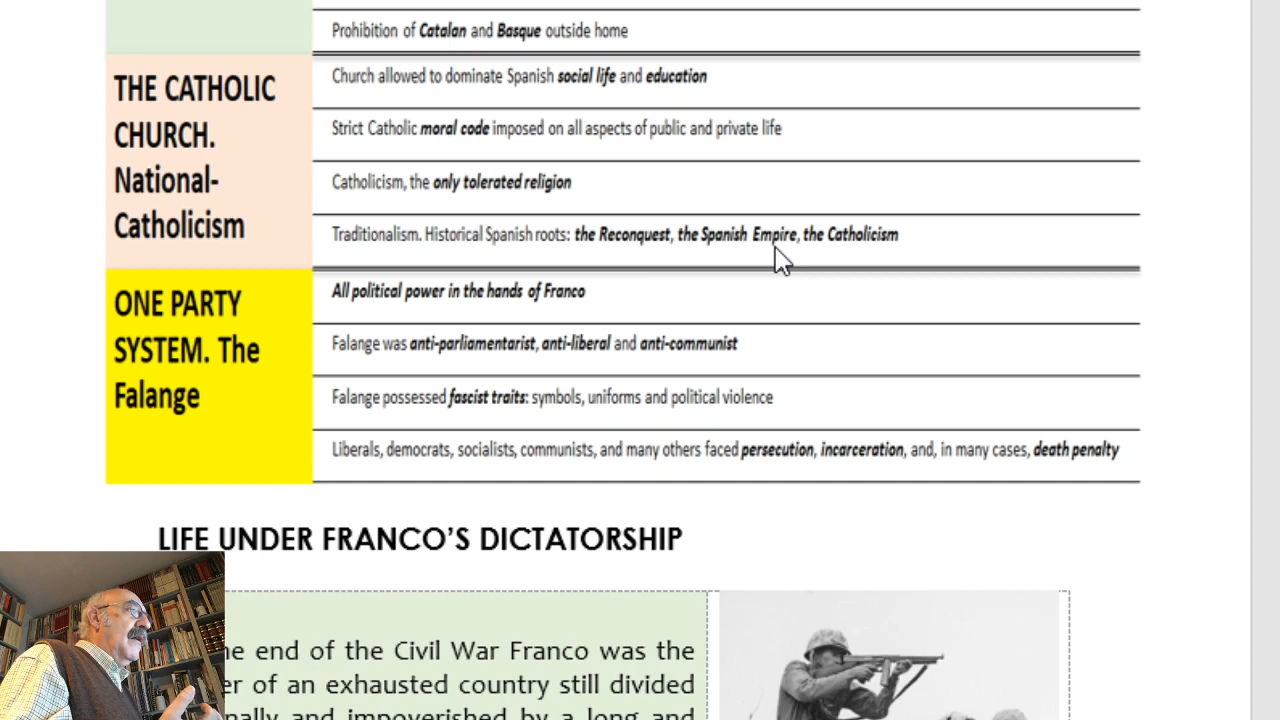 Prohibition of Catalan and Basque outside home
THE CATHOLIC
CHURCH.
National-
Catholicism
Church allowed to dominate Spanish social life and education
Strict Catholic moral code imposed on all aspects of public and private life
Catholicism, the only tolerated religion
Traditionalism. Historical Spanish roots: the Reconquest, the Spanish Empire, the Catholicism
ONE PARTY
SYSTEM. The
Falange
All political power in the hands of Franco
Falange was anti-parliamentarist, anti-liberal and anti-communist
Falange possessed fascist traits: symbols, uniforms and political violence
Liberals, democrats, socialists, communists, and many others faced persecution, incarceration, and, in many cases, death penalty
LIFE UNDER FRANCO'S DICTATORSHIP
end of the Civil War Franco was the
of an exhausted country still divided
and impoverished by a long and